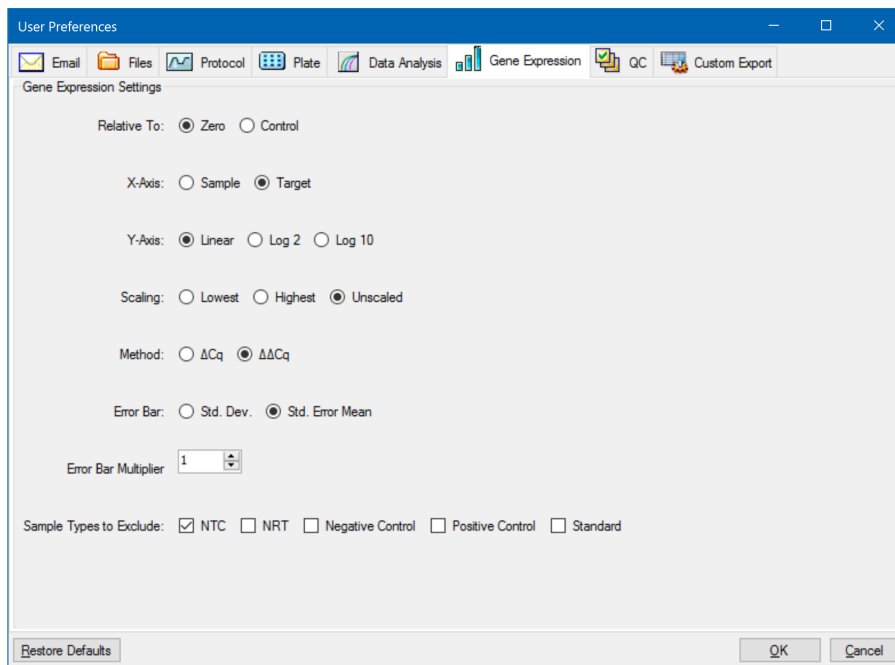 User Preferences
Email Files Protocol Plate Data Analysis Gene Expression QC Custom Export
Gene Expression Settings
Relative To: Zero Control
X-Axis: Sample Target
Y-Axis: Linear Log 2 Log 10
Scaling: Lowest Highest Unscaled
Method: ΔCq ΔΔCq
Error Bar: Std. Dev. Std. Error Mean
Error Bar Multiplier 1
Sample Types to Exclude: NTC NRT Negative Control Positive Control Standard
Restore Defaults OK Cancel